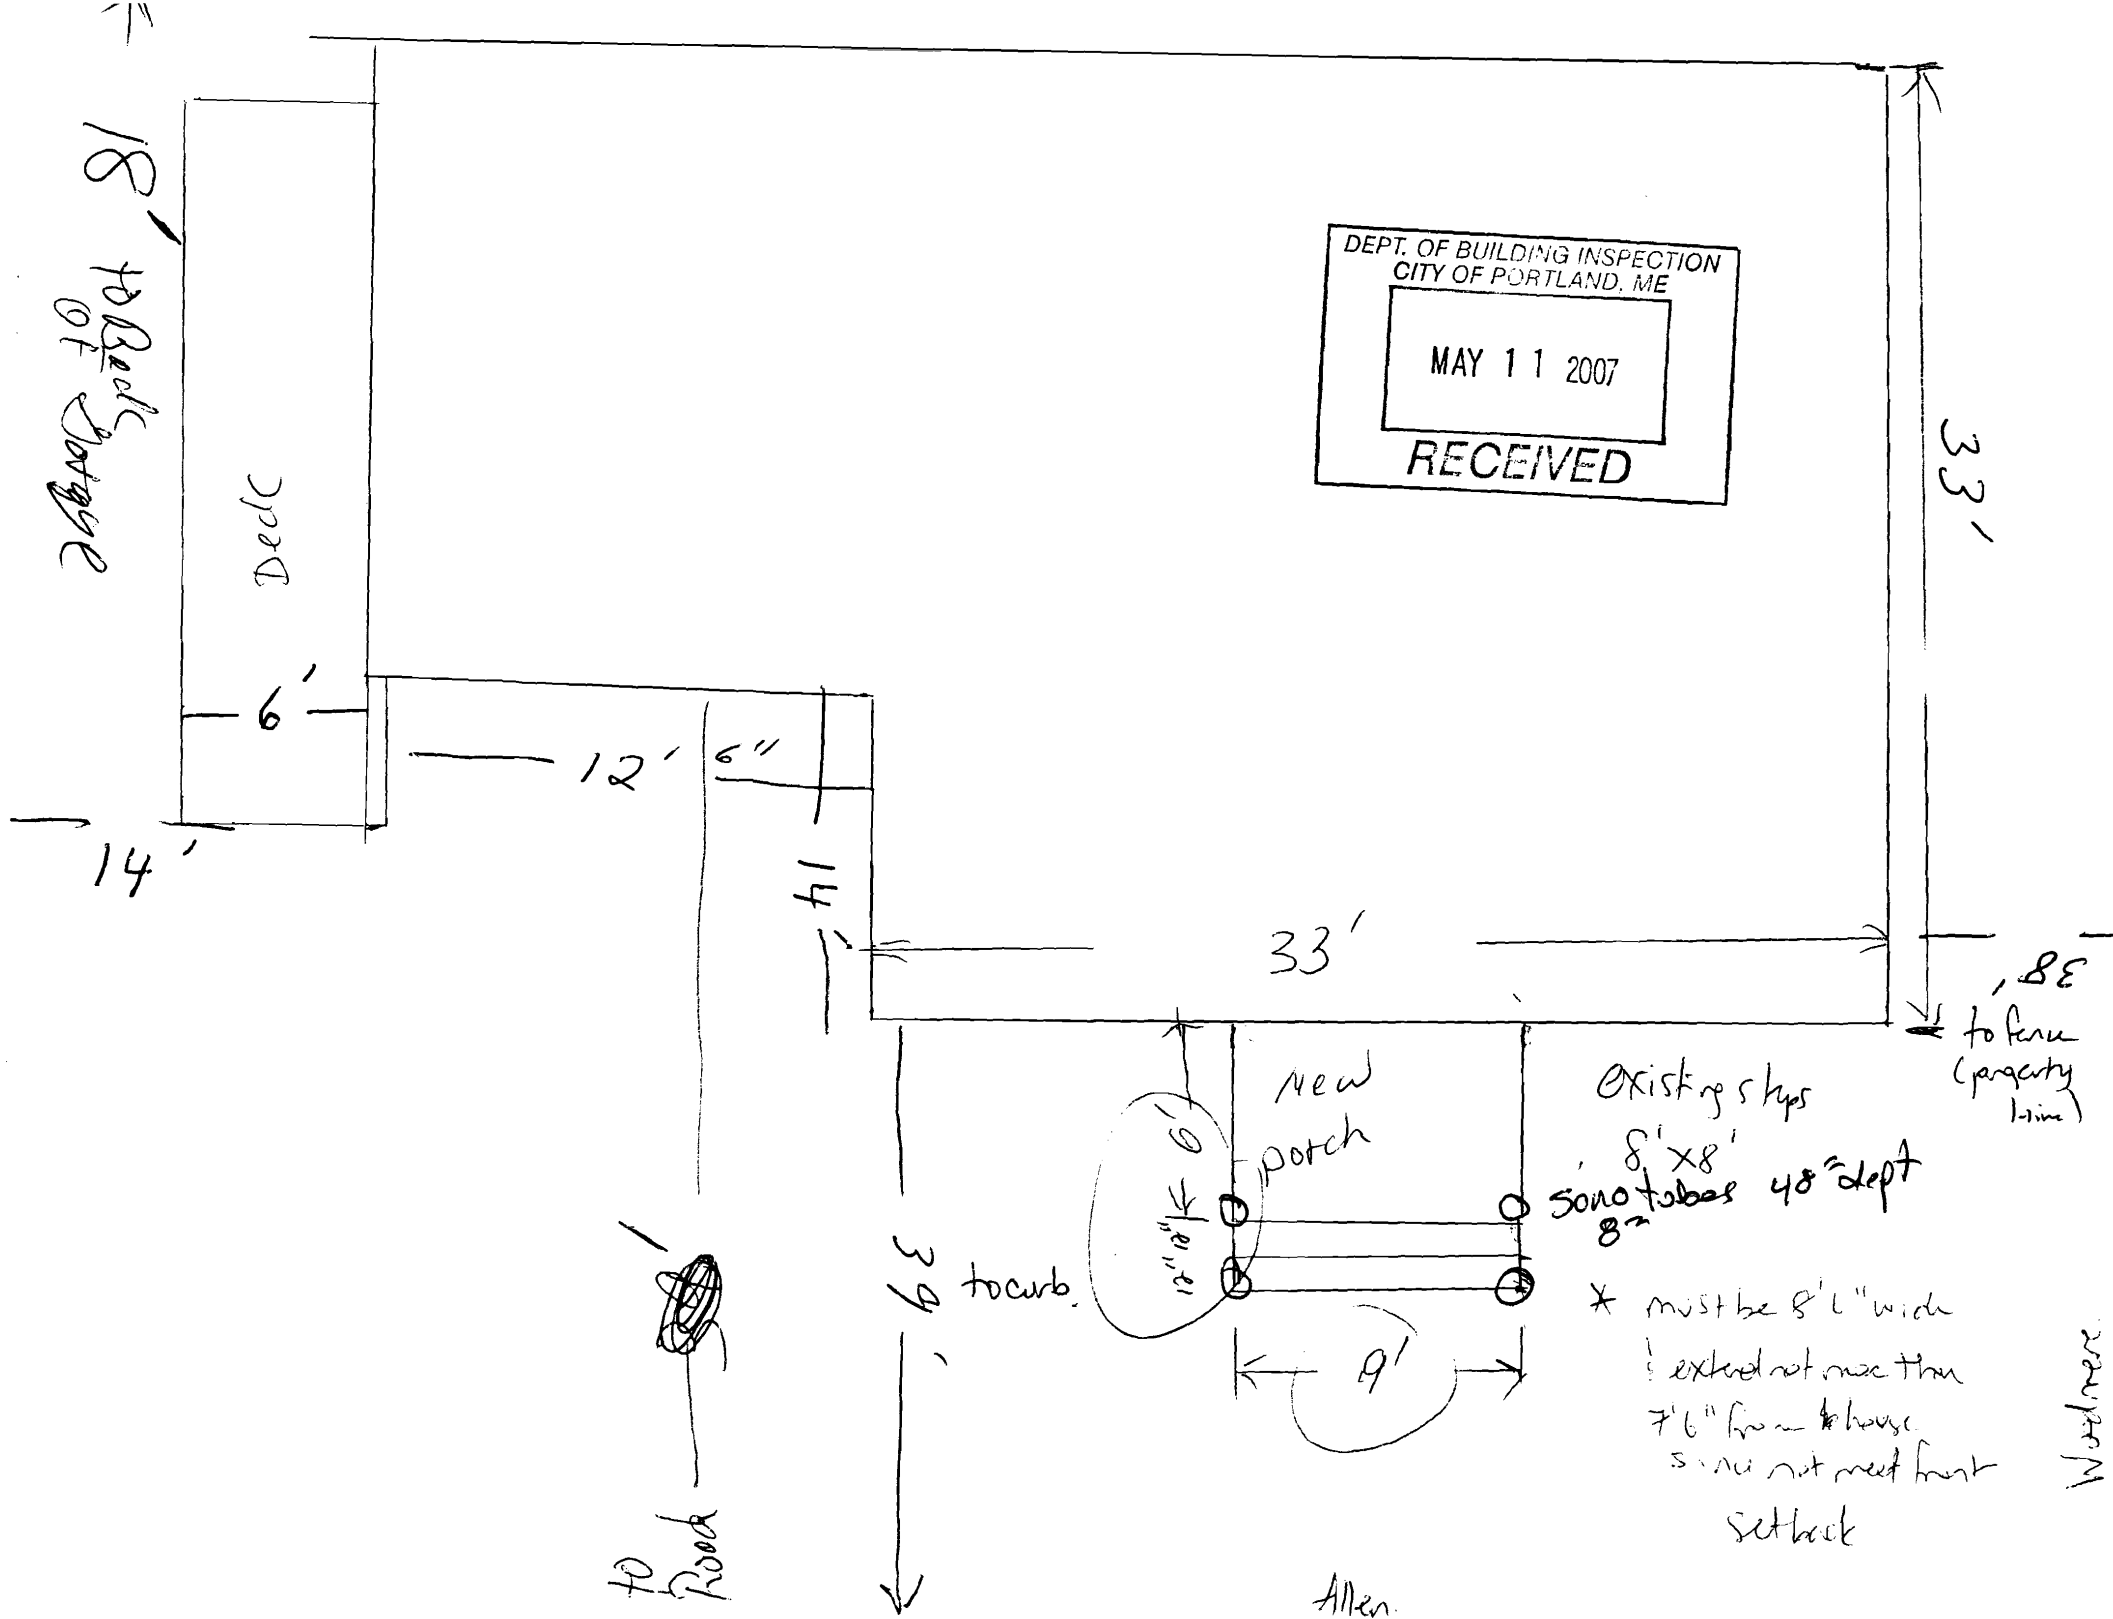 18'
to Back
of Garage
Deck
DEPT. OF BUILDING INSPECTION
CITY OF PORTLAND, ME
MAY 11 2007
RECEIVED
33'
6'
12' 6"
14'
14'
33'
38'
to fence
(property
line)
New
porch
existing steps
8'x8'
sono tubes 48" dept
8"
6'
39'
to curb.
9'
* must be 8'6" wide
& extend not more than
7'6" from house
since not meet front
setback
to
Road
Allen